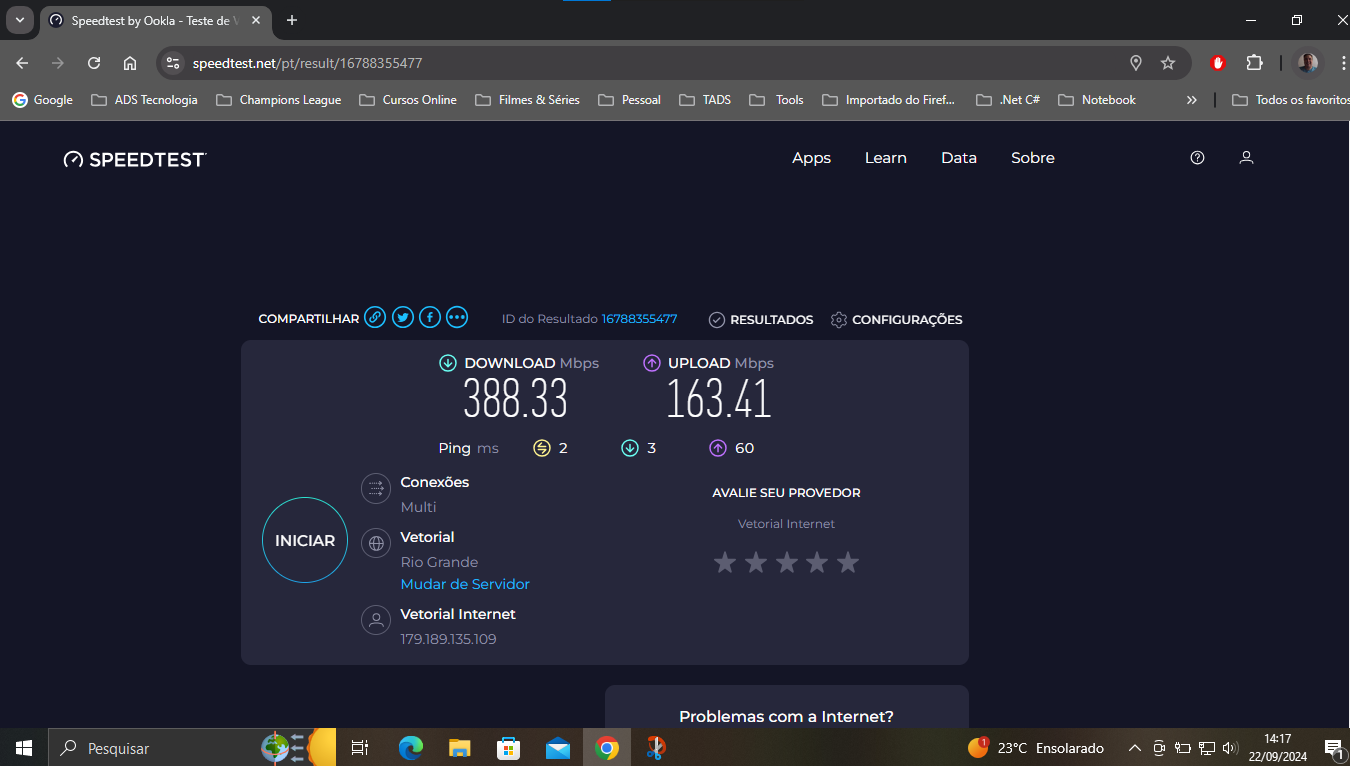 Speedtest by Ookla - Teste de V
speedtest.net/pt/result/16788355477
Google ADS Tecnologia Champions League Cursos Online Filmes & Séries Pessoal TADS Tools Importado do Firef... .Net C# Notebook » Todos os favoritos
SPEEDTEST Apps Learn Data Sobre
COMPARTILHAR ID do Resultado 16788355477 RESULTADOS CONFIGURAÇÕES
DOWNLOAD Mbps UPLOAD Mbps
388.33 163.41
Ping ms 2 3 60
Conexões
Multi
AVALIE SEU PROVEDOR
Vetorial Internet
INICIAR
Vetorial
Rio Grande
Mudar de Servidor
Vetorial Internet
179.189.135.109
Problemas com a Internet?
Pesquisar 1 23°C Ensolarado 14:17
22/09/2024 1